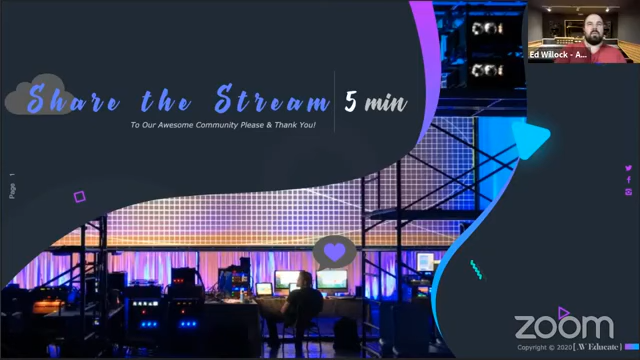 Ed Willock - A...
Share the Stream
5 min
To Our Awesome Community Please & Thank You!
Page 1
zoom
Copyright © 2020 [AV Educate]